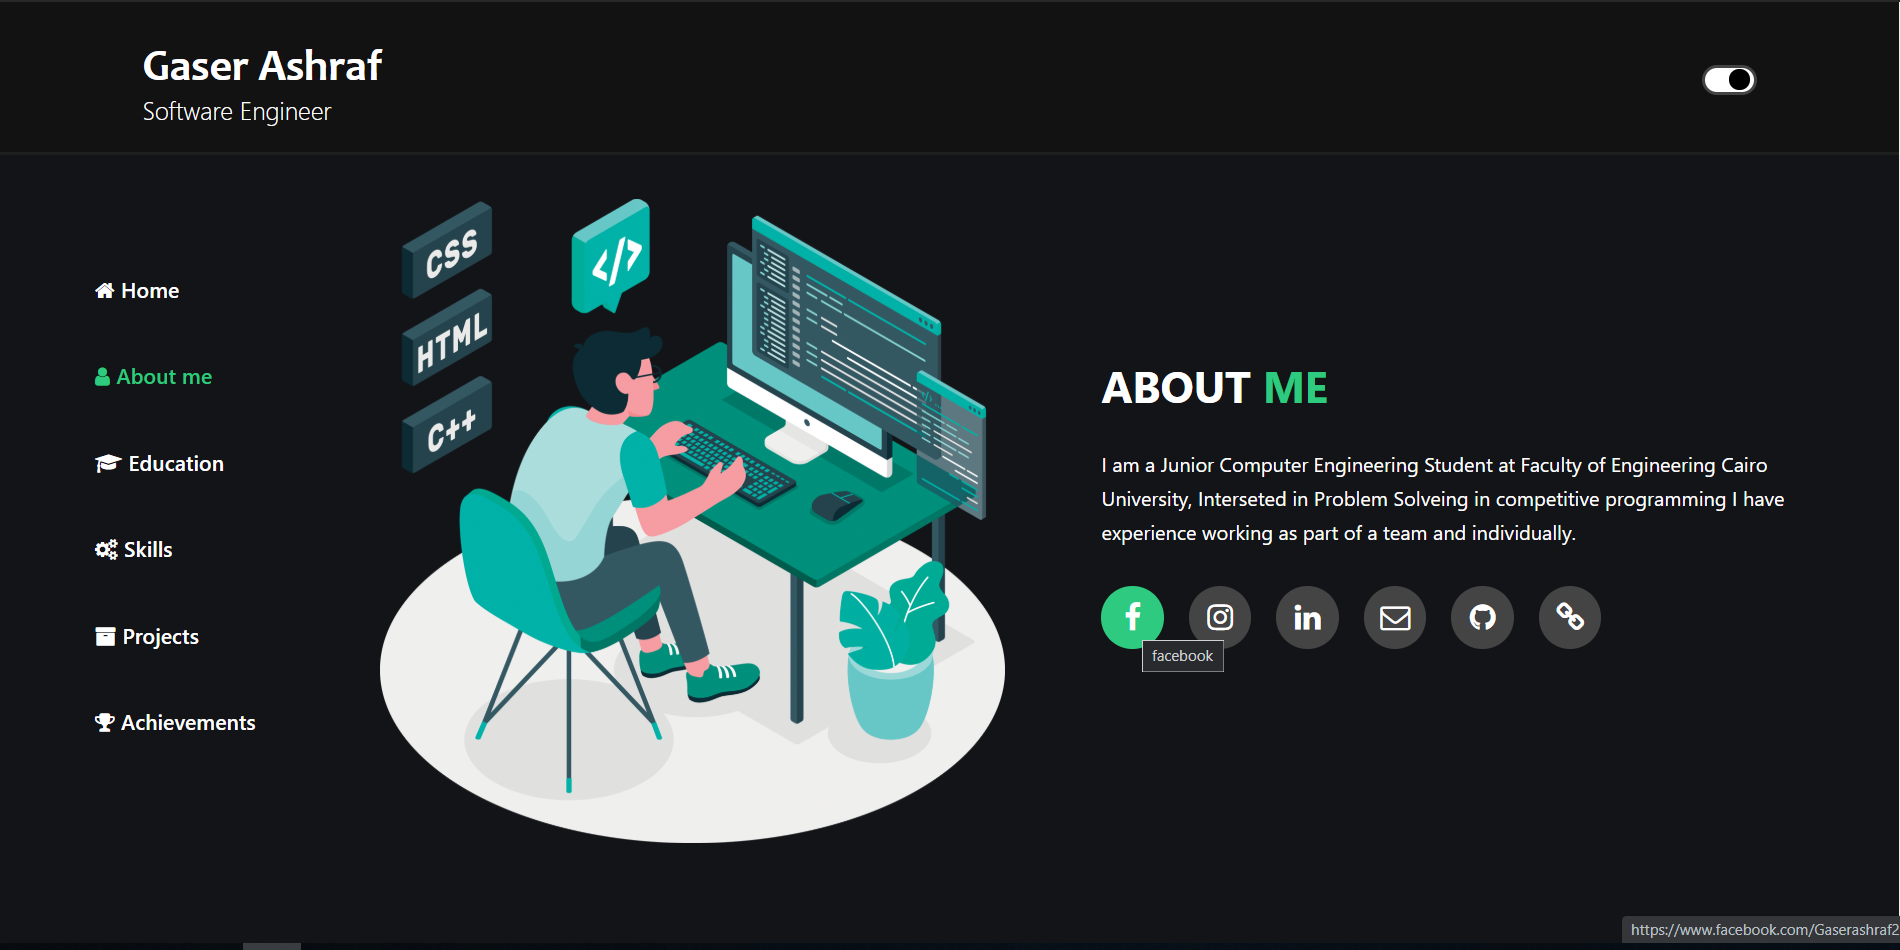 Gaser Ashraf
Software Engineer
Home
About me
Education
Skills
Projects
Achievements
CSS
HTML
C++
</>
ABOUT ME
I am a Junior Computer Engineering Student at Faculty of Engineering Cairo
University, Interseted in Problem Solveing in competitive programming I have
experience working as part of a team and individually.
facebook
https://www.facebook.com/Gaserashraf2